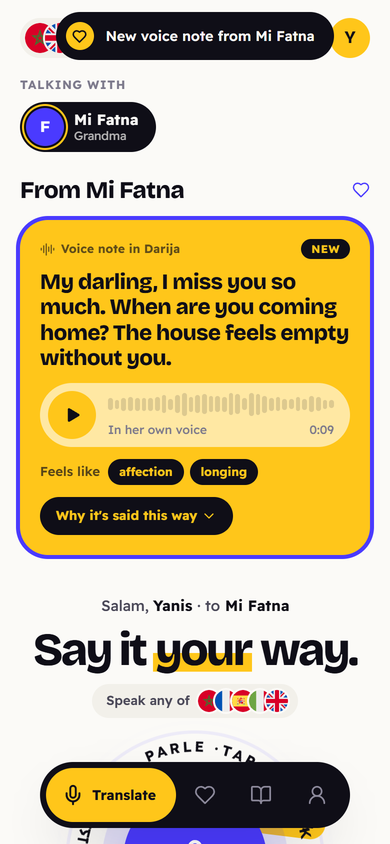 New voice note from Mi Fatna
Y
TALKING WITH
F
Mi Fatna
Grandma
From Mi Fatna
Voice note in Darija
NEW
My darling, I miss you so
much. When are you coming
home? The house feels empty
without you.
In her own voice
0:09
Feels like
affection
longing
Why it's said this way
Salam, Yanis · to Mi Fatna
Say it your way.
Speak any of
PARLE ·
Translate